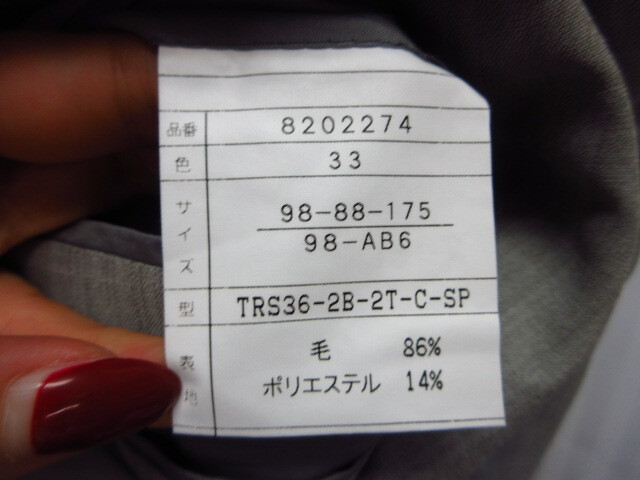 品番 8202274
色 33
サイズ 98-88-175
98-AB6
型 TRS36-2B-2T-C-SP
表地 毛 86%
ポリエステル 14%